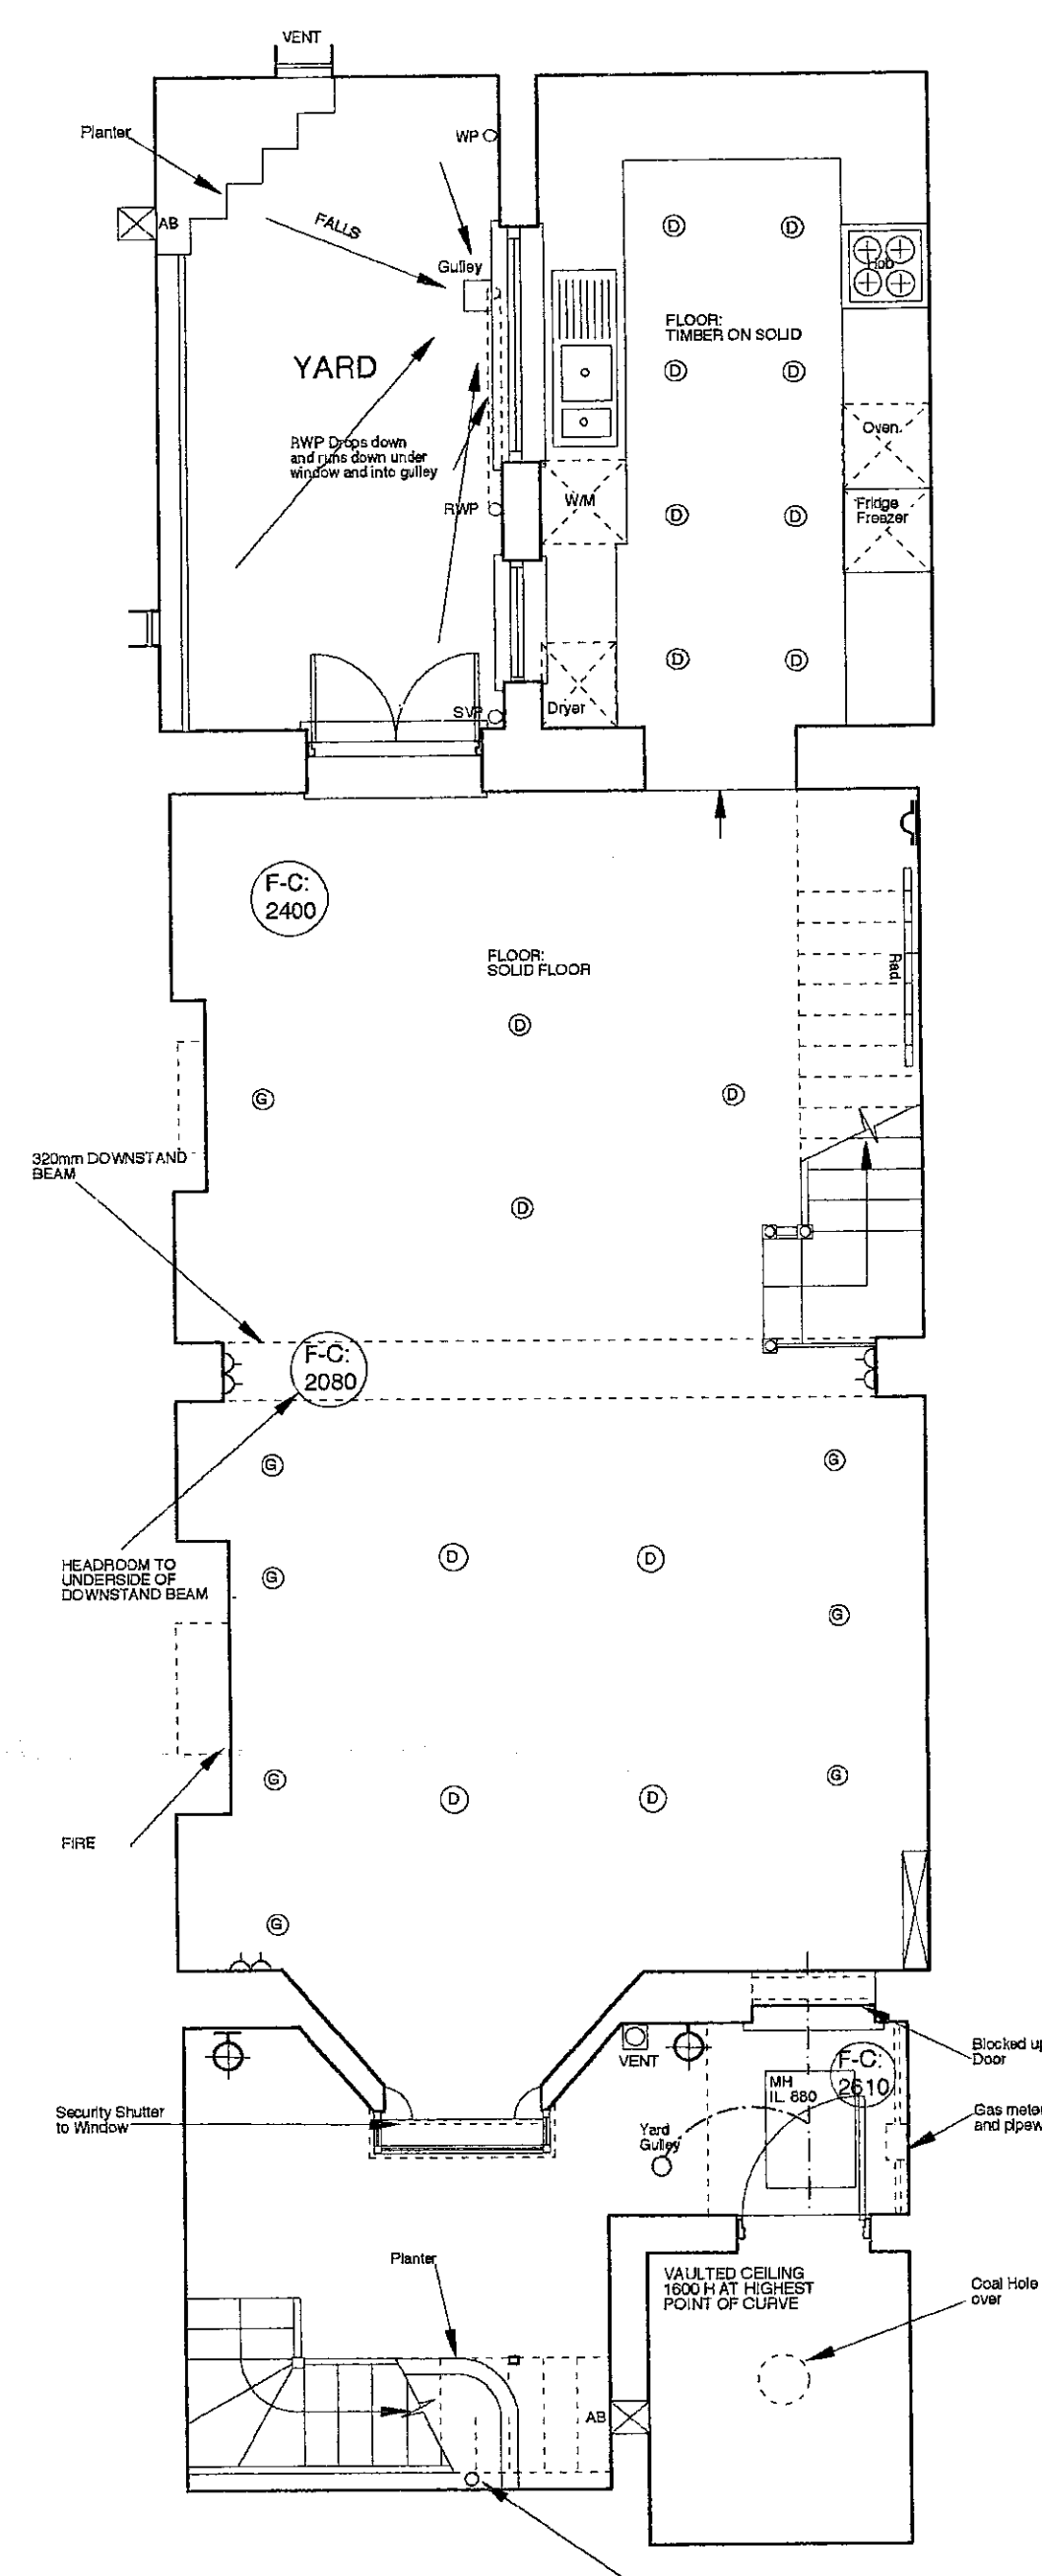 VENT
Planter
WP
AB
FALLS
Gulley
Hob
D
D
FLOOR:
TIMBER ON SOLID
YARD
D
D
RWP Drops down
and runs down under
window and into gulley
Oven
RWP
W/M
Fridge
Freezer
D
D
D
D
SVP
Dryer
F-C:
2400
FLOOR:
SOLID FLOOR
Rad
D
G
D
320mm DOWNSTAND
BEAM
D
F-C:
2080
G
G
HEADROOM TO
UNDERSIDE OF
DOWNSTAND BEAM
D
D
G
G
FIRE
G
G
D
D
G
VENT
F-C:
2610
MH
IL 880
Blocked up
Door
Security Shutter
to Window
Yard
Gulley
Gas meter
and pipew
Planter
VAULTED CEILING
1600 H AT HIGHEST
POINT OF CURVE
Coal Hole
over
AB